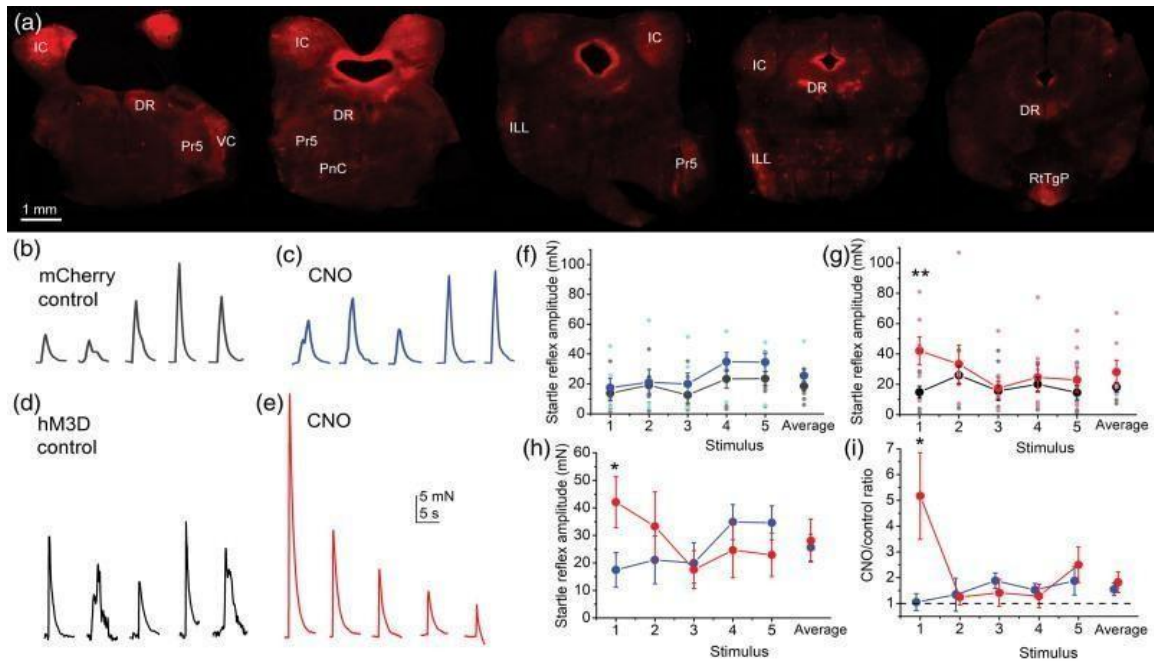 (a)
IC
DR
Pr5
VC
IC
DR
Pr5
PnC
IC
ILL
Pr5
IC
DR
ILL
DR
RtTgP
1 mm
(b)
mCherry
control
(c)
CNO
(d)
hM3D
control
(e)
CNO
5 mN
5 s
(f)
Startle reflex amplitude (mN)
100
80
60
40
20
0
1 2 3 4 5 Average
Stimulus
(g)
Startle reflex amplitude (mN)
100
80
60
40
20
0
**
1 2 3 4 5 Average
Stimulus
(h)
Startle reflex amplitude (mN)
60
50
40
30
20
10
0
*
1 2 3 4 5 Average
Stimulus
(i)
CNO/control ratio
7
6
5
4
3
2
1
*
1 2 3 4 5 Average
Stimulus